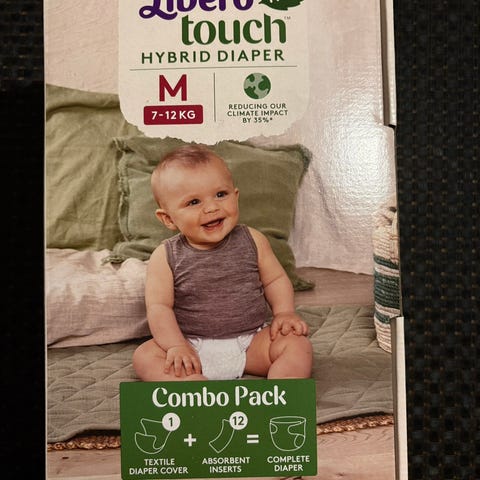 Libero
touch™
HYBRID DIAPER
M
7-12 KG
REDUCING OUR
CLIMATE IMPACT
BY 35%*
Combo Pack
1 + 12 =
TEXTILE
DIAPER COVER
ABSORBENT
INSERTS
COMPLETE
DIAPER